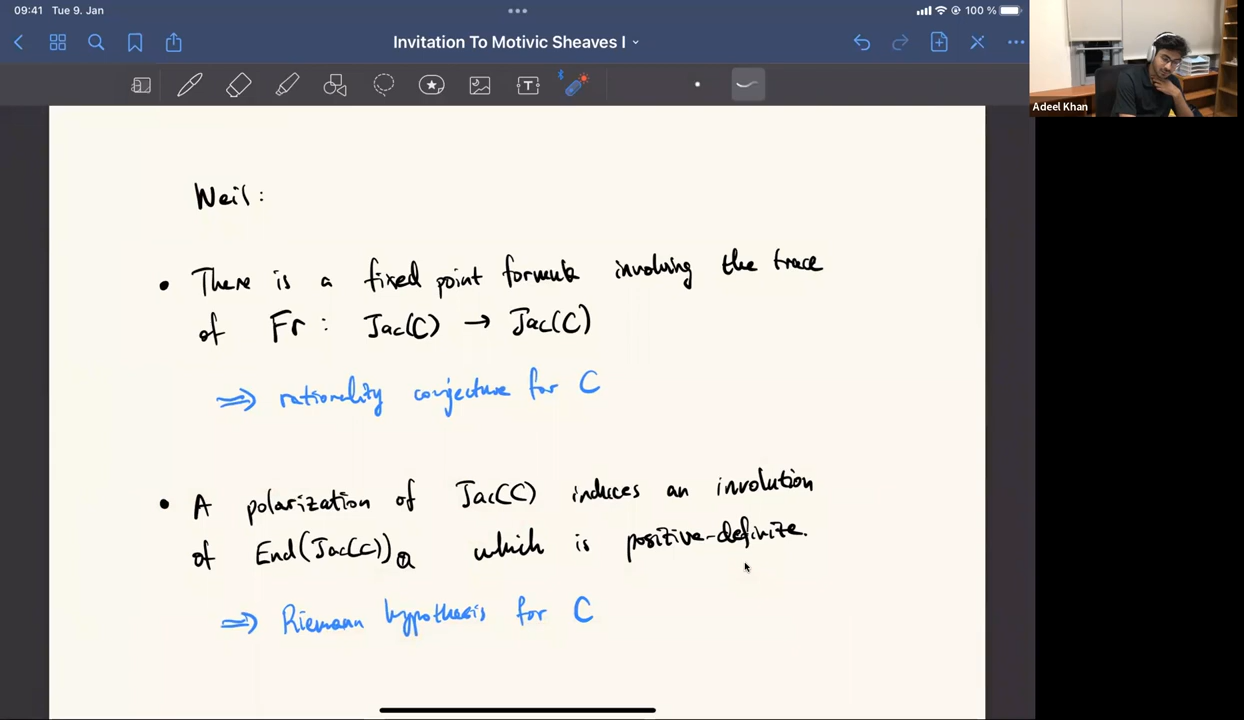 09:41 Tue 9. Jan
100 %
Invitation To Motivic Sheaves I
Adeel Khan
Weil:
• There is a fixed point formula involving the trace
of Fr : Jac(C) → Jac(C)
⇒ rationality conjecture for C
• A polarization of Jac(C) induces an involution
of End(Jac(C))_Q which is positive-definite.
⇒ Riemann hypothesis for C